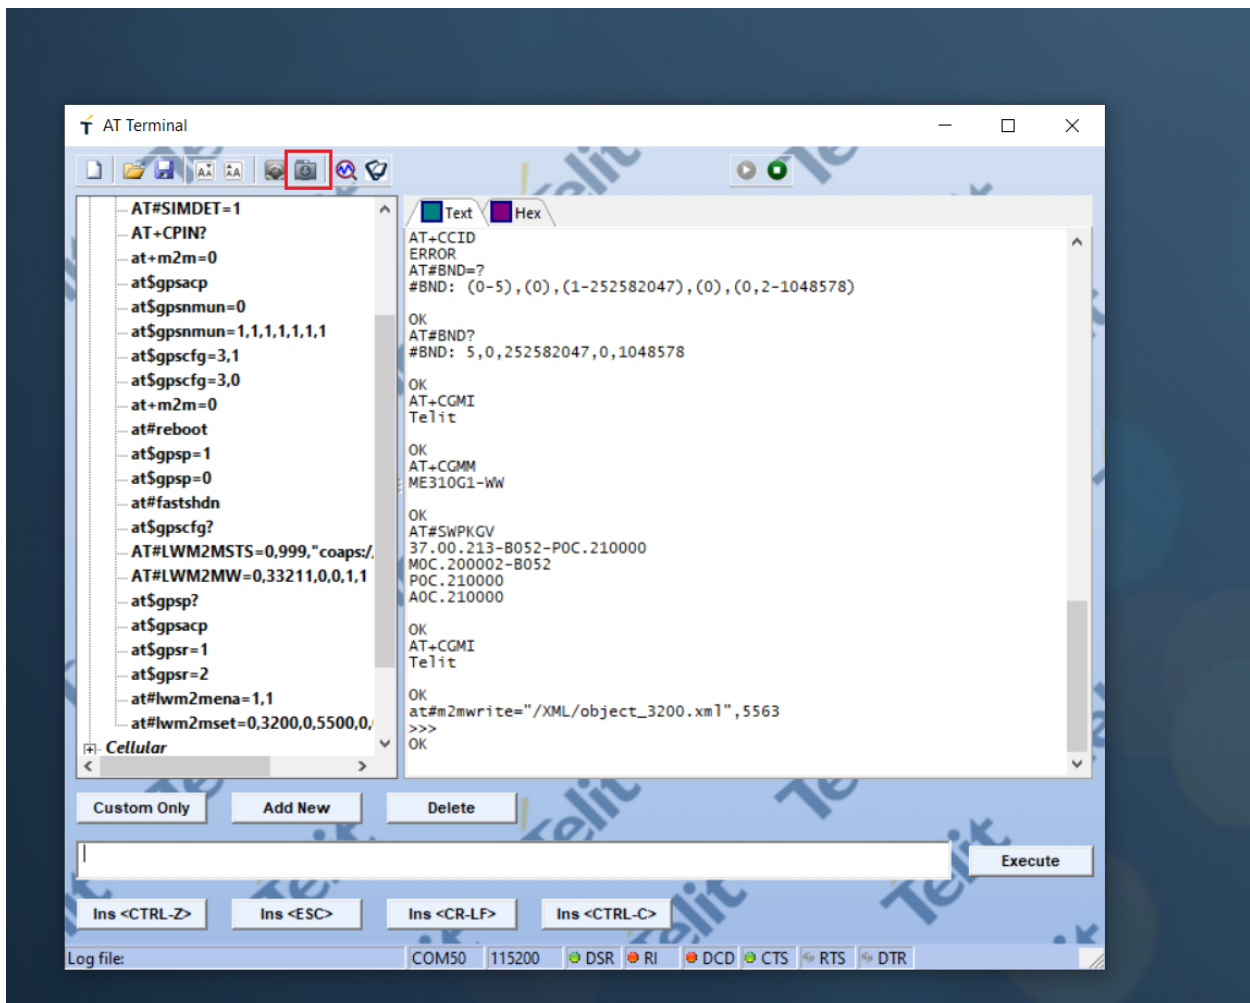 AT Terminal
AT#SIMDET=1
AT+CPIN?
at+m2m=0
at$gpsacp
at$gpsnmun=0
at$gpsnmun=1,1,1,1,1,1,1
at$gpscfg=3,1
at$gpscfg=3,0
at+m2m=0
at#reboot
at$gpsp=1
at$gpsp=0
at#fastshdn
at$gpscfg?
AT#LWM2MSTS=0,999,"coaps:/
AT#LWM2MW=0,33211,0,0,1,1
at$gpsp?
at$gpsacp
at$gpsr=1
at$gpsr=2
at#lwm2mena=1,1
at#lwm2mset=0,3200,0,5500,0,
Cellular
Text Hex
AT+CCID
ERROR
AT#BND=?
#BND: (0-5),(0),(1-252582047),(0),(0,2-1048578)
OK
AT#BND?
#BND: 5,0,252582047,0,1048578
OK
AT+CGMI
Telit
OK
AT+CGMM
ME310G1-WW
OK
AT#SWPKGV
37.00.213-B052-P0C.210000
M0C.200002-B052
P0C.210000
A0C.210000
OK
AT+CGMI
Telit
OK
at#m2mwrite="/XML/object_3200.xml",5563
>>>
OK
Custom Only Add New Delete
Execute
Ins <CTRL-Z> Ins <ESC> Ins <CR-LF> Ins <CTRL-C>
Log file: COM50 115200 DSR RI DCD CTS RTS DTR
Telit